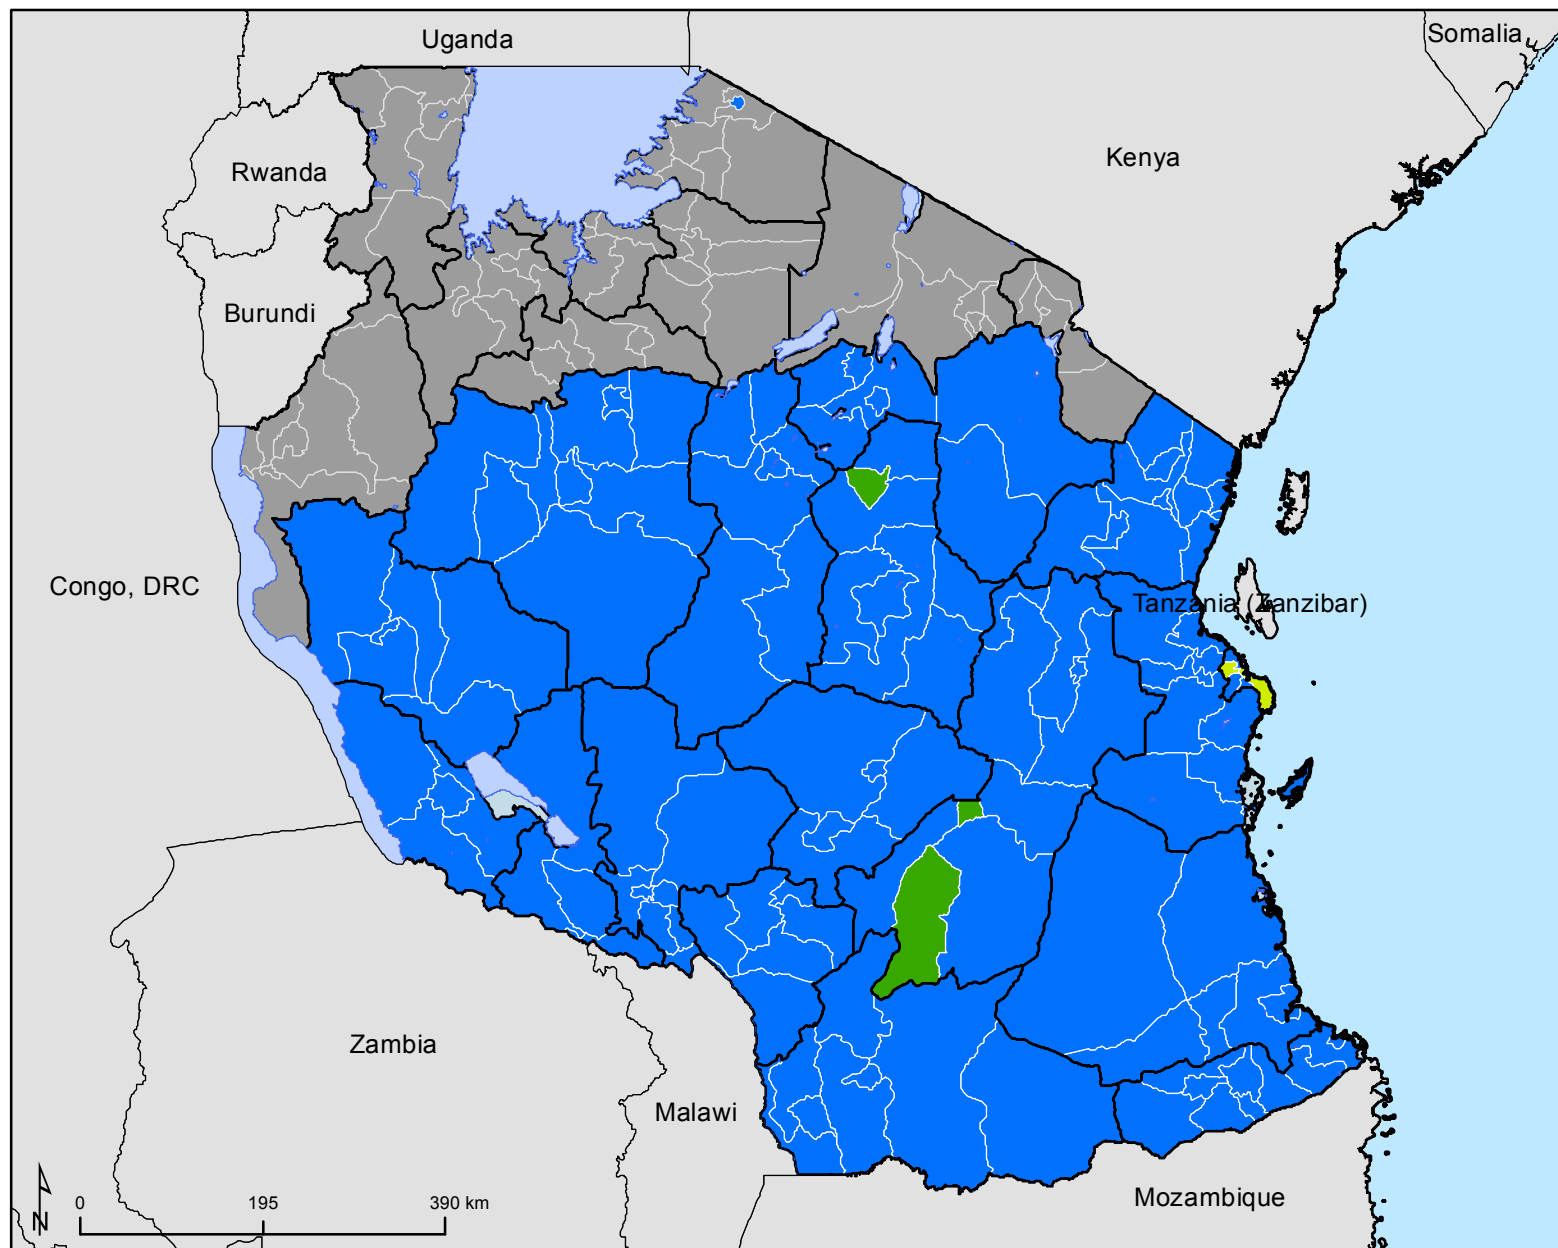 Uganda
Somalia
Kenya
Rwanda
Burundi
Congo, DRC
Tanzania (Zanzibar)
Zambia
Malawi
Mozambique
N
0 195 390 km